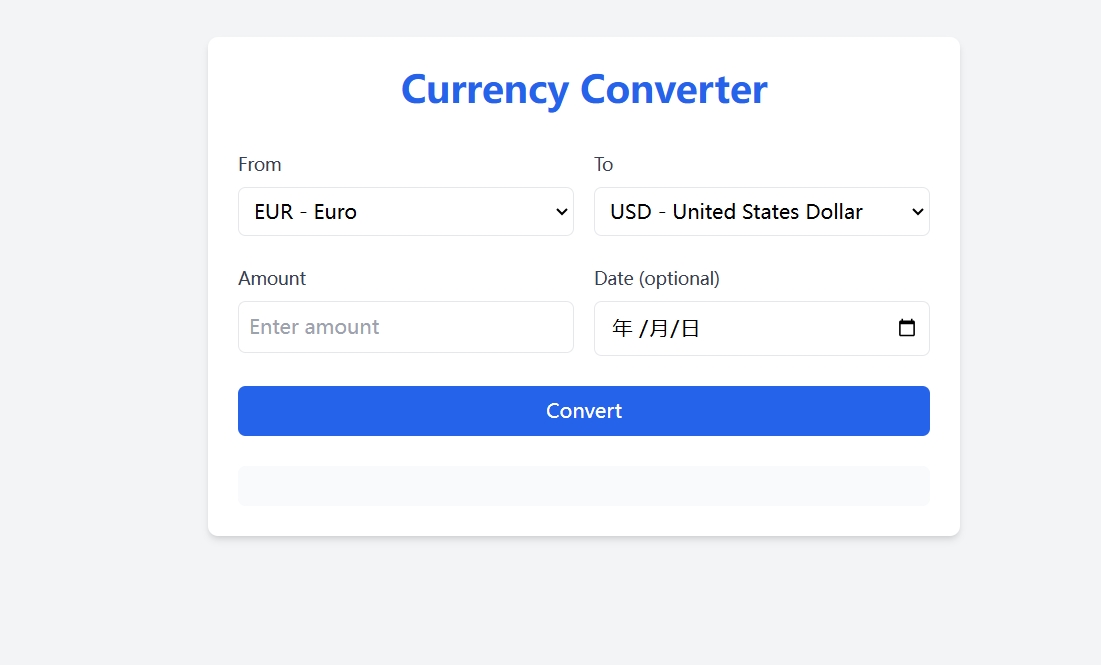 Currency Converter
From
To
EUR - Euro
USD - United States Dollar
Amount
Date (optional)
Enter amount
年 /月/日
Convert